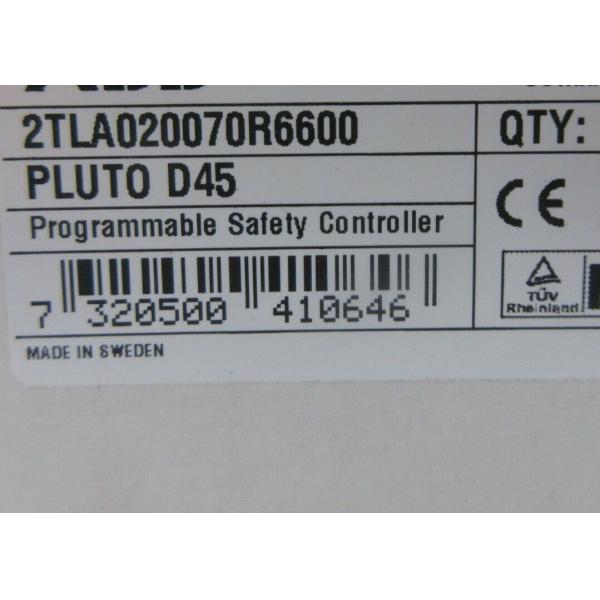 2TLA020070R6600
QTY:
PLUTO D45
CE
Programmable Safety Controller
7 320500 410646
TÜV
Rheinland
MADE IN SWEDEN